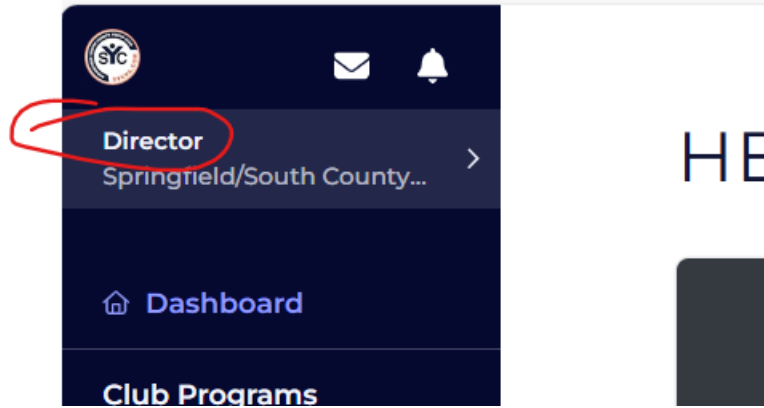 SYC
Director
Springfield/South County...
HE
Dashboard
Club Programs